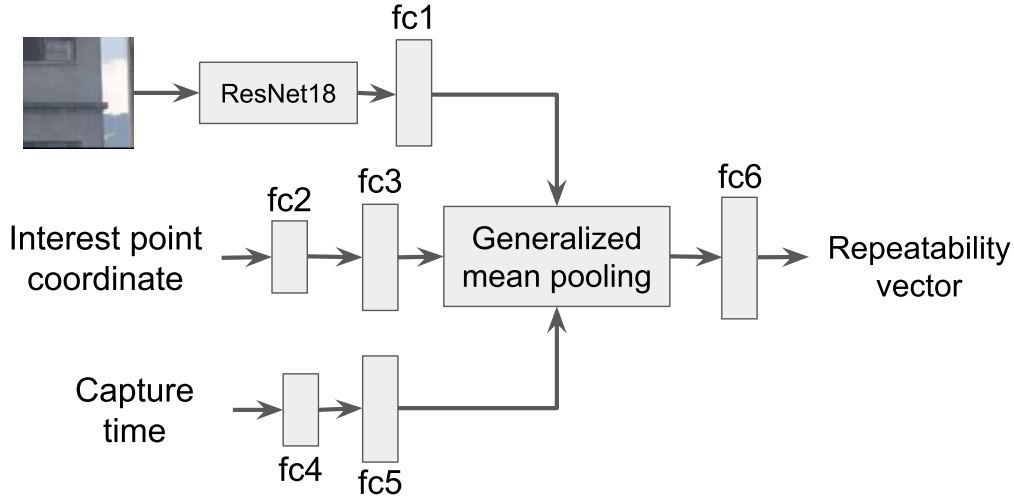 fc1
ResNet18
fc2
fc3
fc6
Interest point
coordinate
Generalized
mean pooling
Repeatability
vector
Capture
time
fc4
fc5